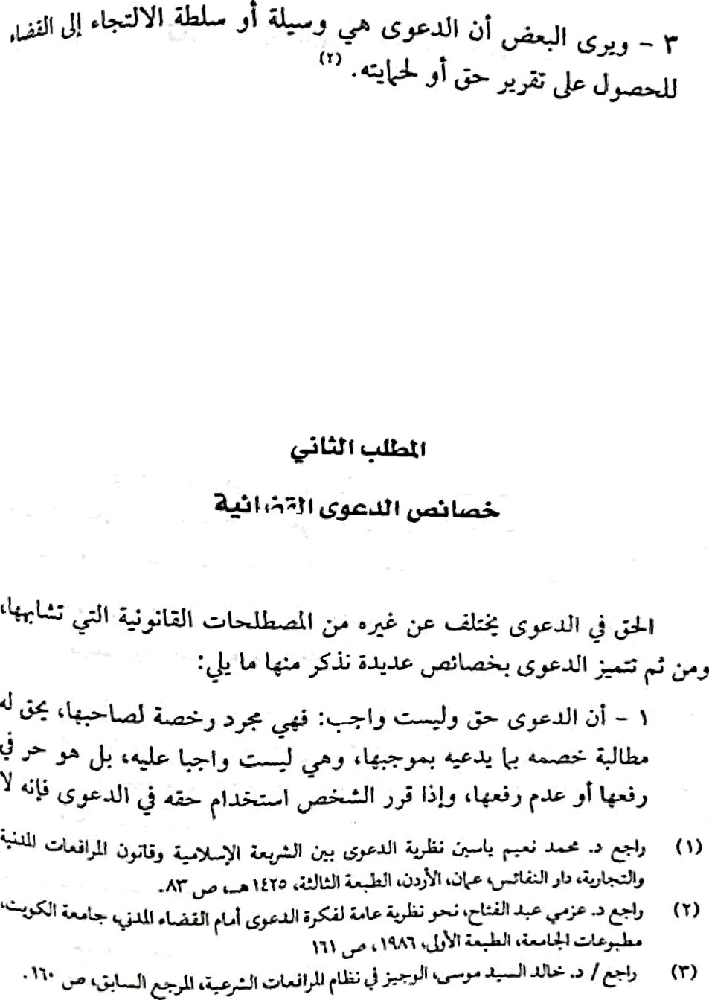 ٣ - ويرى البعض أن الدعوى هي وسيلة أو سلطة الالتجاء إلى القضاء
للحصول على تقرير حق أو لحمايته. (٢)
المطلب الثاني
خصائص الدعوى القضائية
الحق في الدعوى يختلف عن غيره من المصطلحات القانونية التي تشابهها،
ومن ثم تتميز الدعوى بخصائص عديدة نذكر منها ما يلي:
١ - أن الدعوى حق وليست واجب: فهي مجرد رخصة لصاحبها، يحق له
مطالبة خصمه بما يدعيه بموجبها، وهي ليست واجبا عليه، بل هو حر في
رفعها أو عدم رفعها، وإذا قرر الشخص استخدام حقه في الدعوى فإنه لا
(١) راجع د. محمد نعيم ياسين نظرية الدعوى بين الشريعة الإسلامية وقانون المرافعات المدنية
والتجارية، دار النفائس، عمان، الأردن، الطبعة الثالثة، ١٤٢٥ هـ، ص ٨٣.
(٢) راجع د. عزمي عبد الفتاح، نحو نظرية عامة لفكرة الدعوى أمام القضاء المدني، جامعة الكويت،
مطبوعات الجامعة، الطبعة الأولى، ١٩٨٦، ص ١٦١
(٣) راجع / د. خالد السيد موسى، الوجيز في نظام المرافعات الشرعية، المرجع السابق، ص ١٦٠.